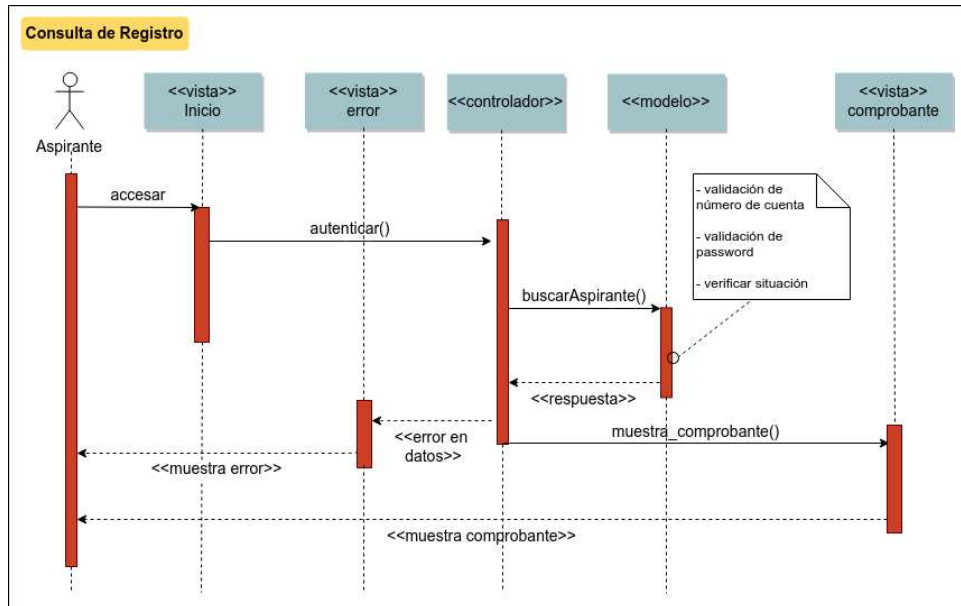 Consulta de Registro
<<vista>>
Inicio
<<vista>>
error
<<controlador>>
<<modelo>>
<<vista>>
comprobante
Aspirante
accesar
autenticar()
- validación de
número de cuenta
- validación de
password
- verificar situación
buscarAspirante()
<<respuesta>>
<<error en
datos>>
muestra_comprobante()
<<muestra error>>
<<muestra comprobante>>